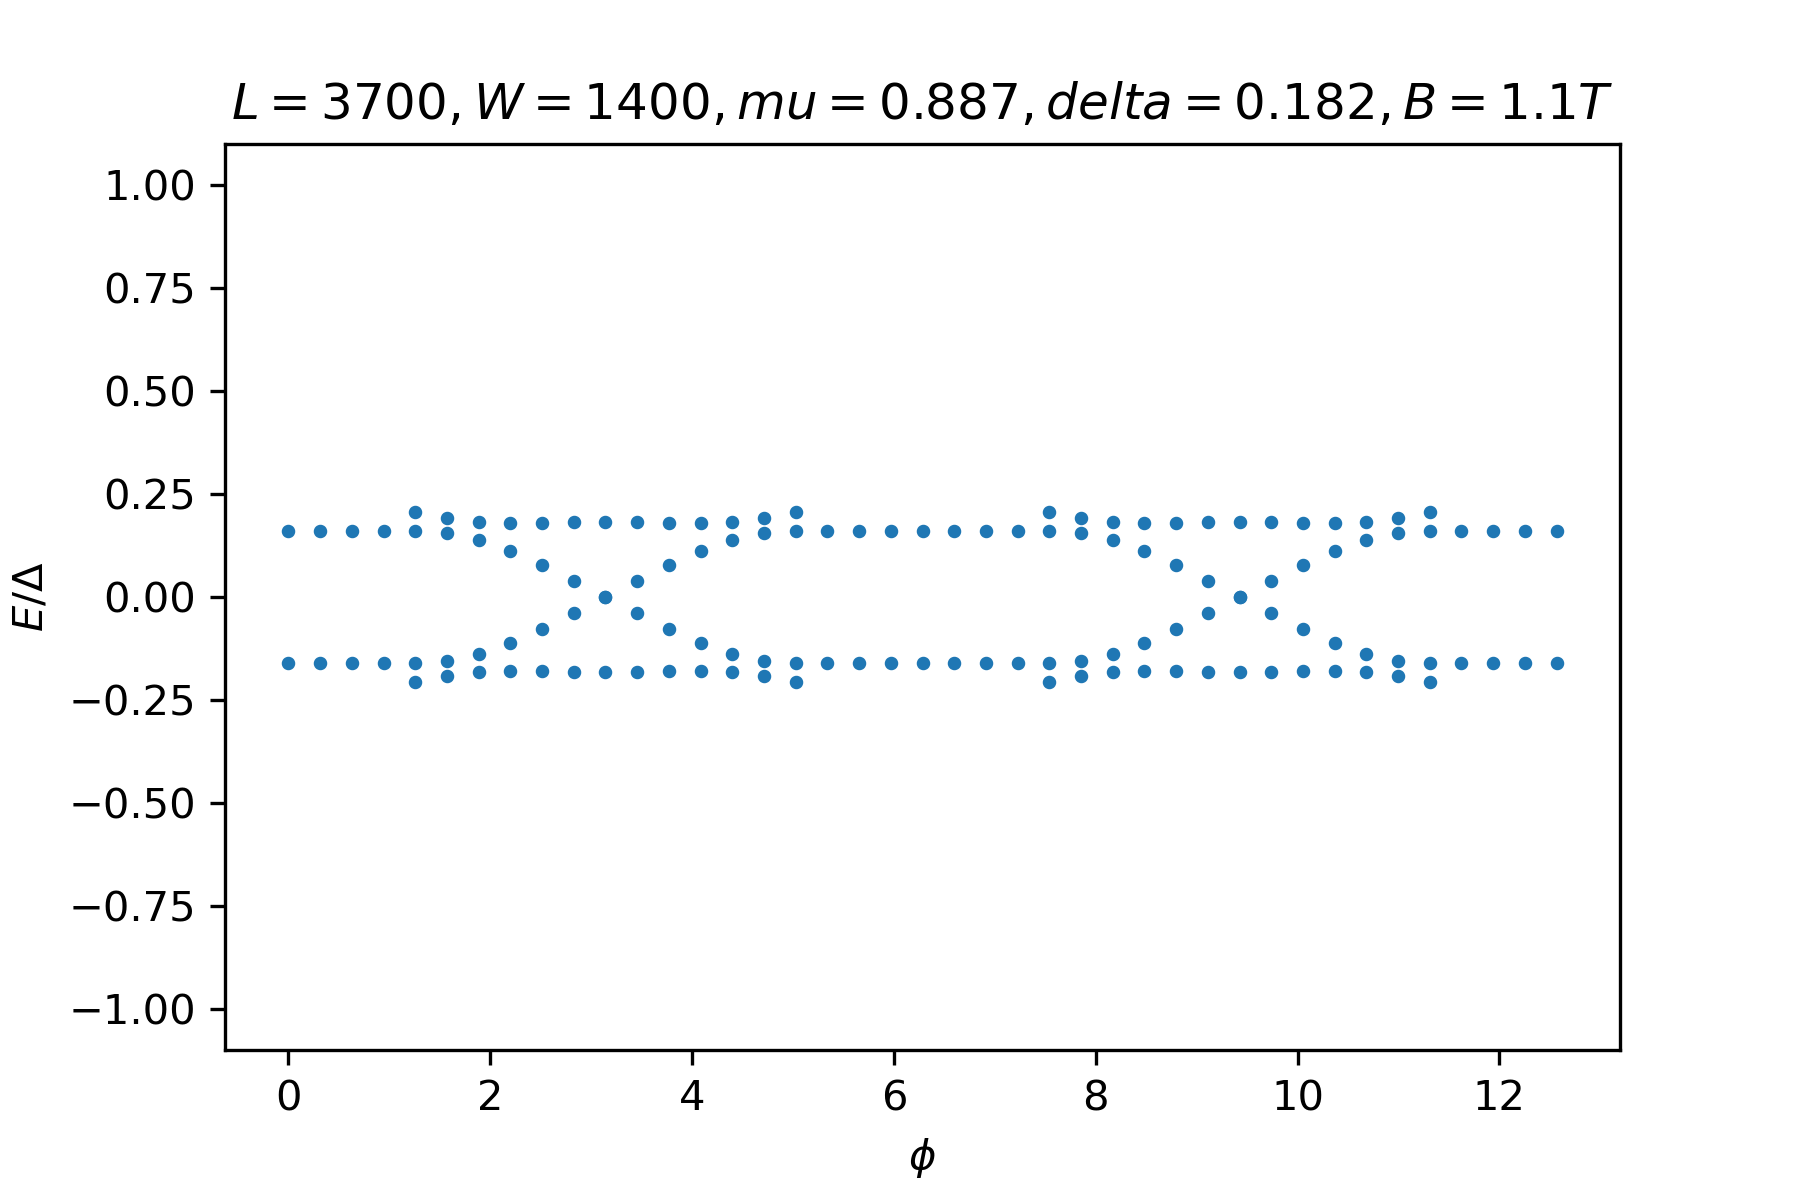 L = 3700, W = 1400, mu = 0.887, delta = 0.182, B = 1.1T
1.00
0.75
0.50
0.25
0.00
−0.25
−0.50
−0.75
−1.00
E/Δ
0 2 4 6 8 10 12
ϕ